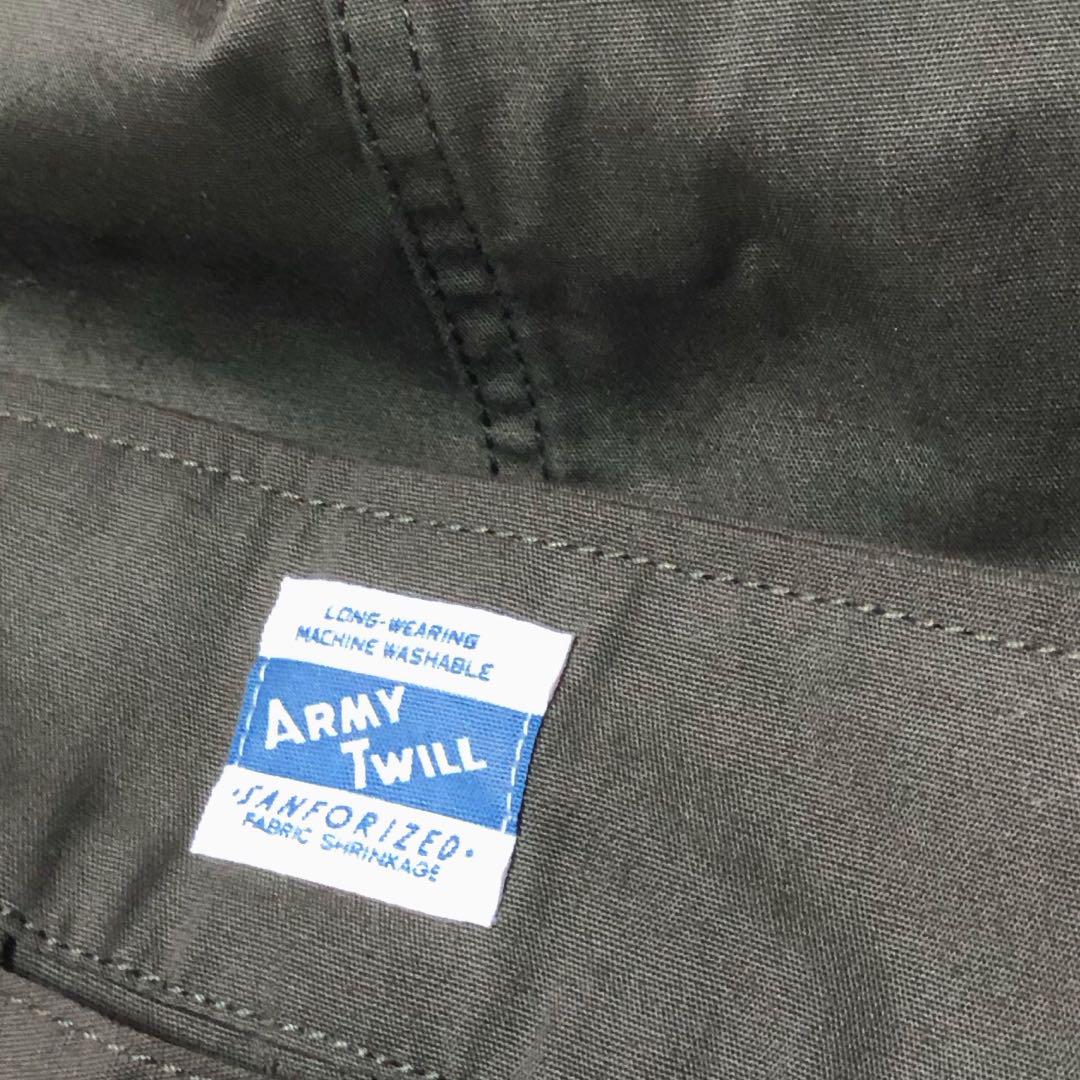 LONG-WEARING
MACHINE WASHABLE
ARMY
TWILL
·SANFORIZED·
FABRIC SHRINKAGE